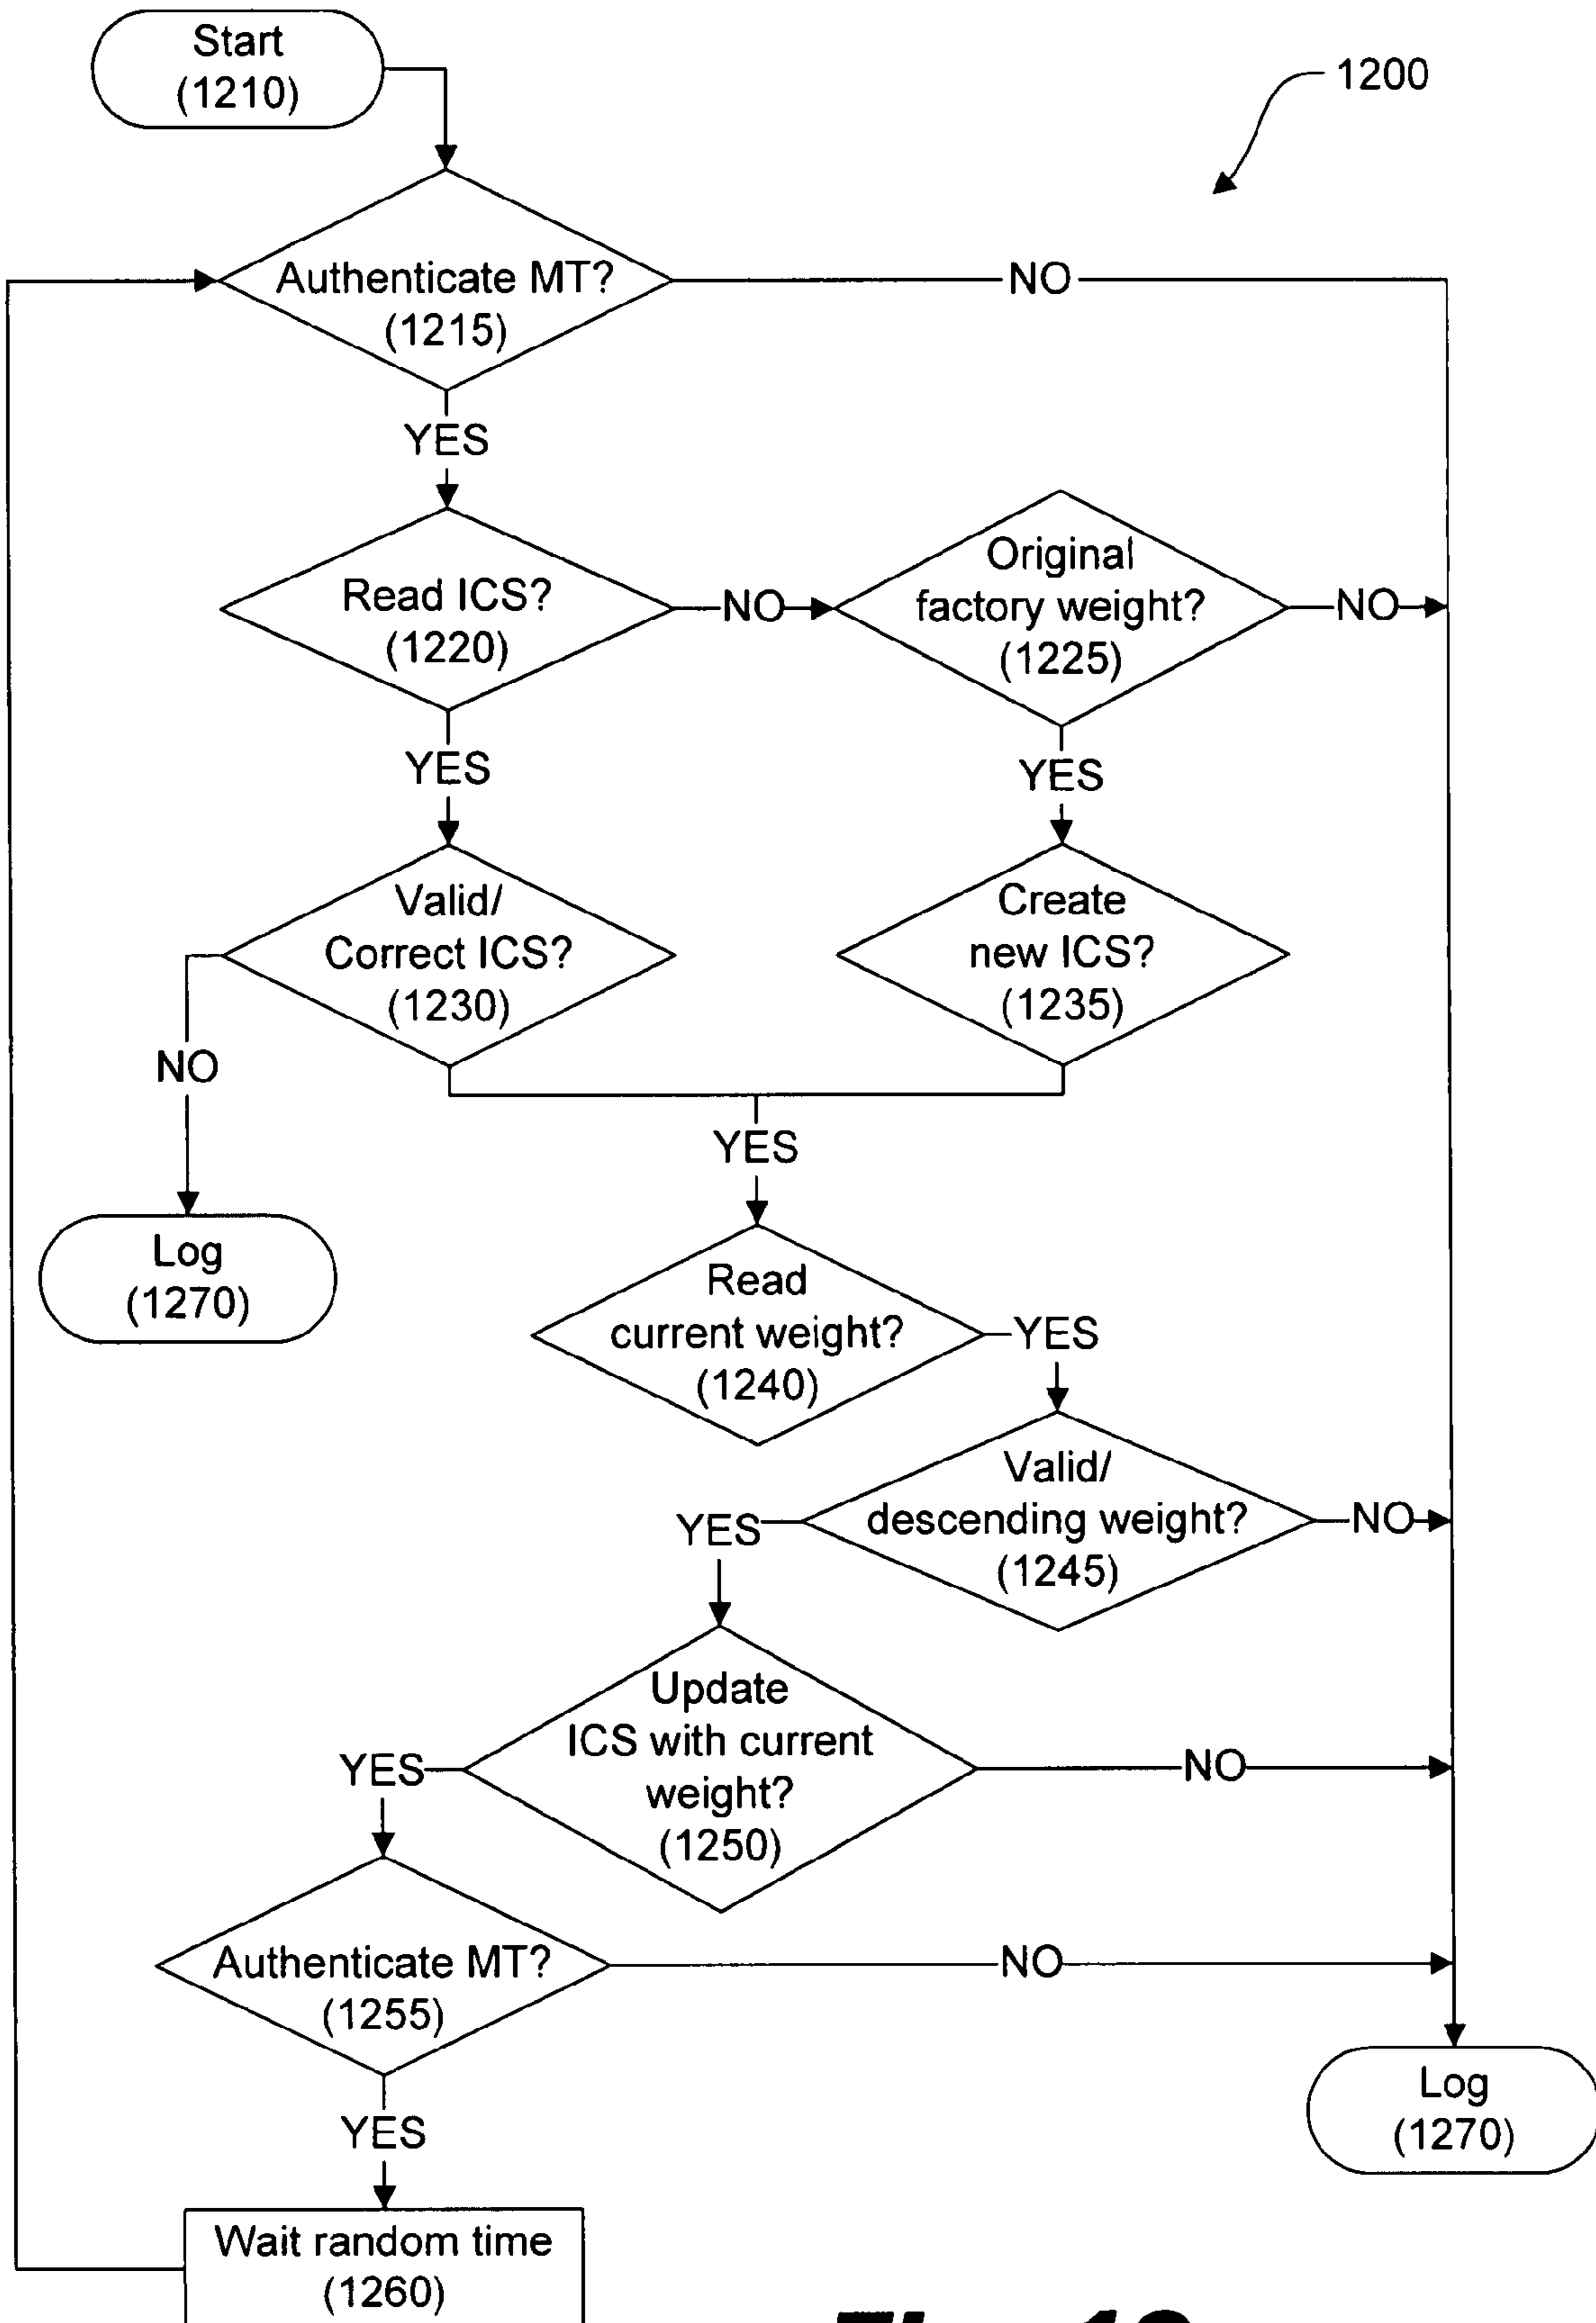 Start
(1210)
1200
Authenticate MT?
(1215)
NO
YES
Read ICS?
(1220)
NO
Original
factory weight?
(1225)
NO
YES
YES
Valid/
Correct ICS?
(1230)
Create
new ICS?
(1235)
NO
YES
Log
(1270)
Read
current weight?
(1240)
YES
Valid/
descending weight?
(1245)
YES
NO
Update
ICS with current
weight?
(1250)
YES
NO
Authenticate MT?
(1255)
NO
YES
Log
(1270)
Wait random time
(1260)